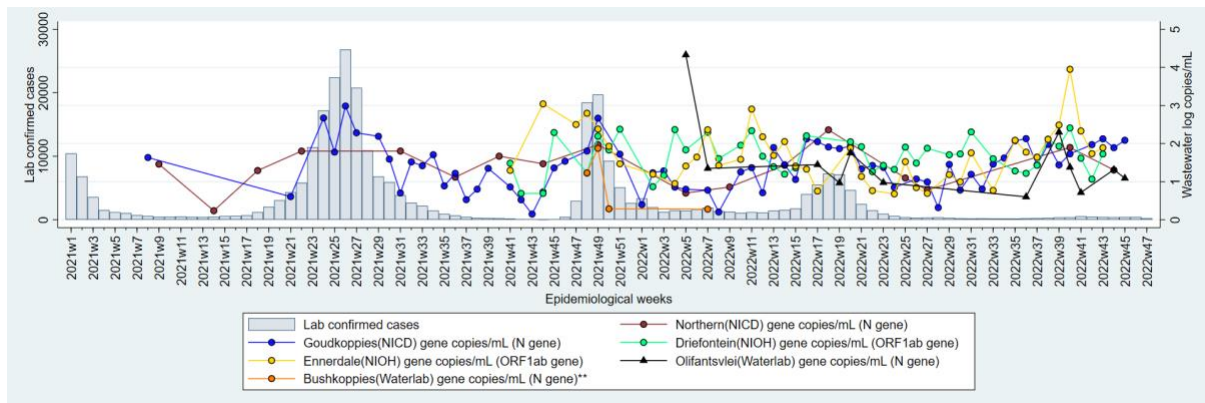 30000
20000
10000
0
Lab confirmed cases
5
4
3
2
1
0
Wastewater log copies/mL
2021w1
2021w3
2021w5
2021w7
2021w9
2021w11
2021w13
2021w15
2021w17
2021w19
2021w21
2021w23
2021w25
2021w27
2021w29
2021w31
2021w33
2021w35
2021w37
2021w39
2021w41
2021w43
2021w45
2021w47
2021w49
2021w51
2022w1
2022w3
2022w5
2022w7
2022w9
2022w11
2022w13
2022w15
2022w17
2022w19
2022w21
2022w23
2022w25
2022w27
2022w29
2022w31
2022w33
2022w35
2022w37
2022w39
2022w41
2022w43
2022w45
2022w47
Epidemiological weeks
Lab confirmed cases
Northern(NICD) gene copies/mL (N gene)
Goudkoppies(NICD) gene copies/mL (N gene)
Driefontein(NIOH) gene copies/mL (ORF1ab gene)
Ennerdale(NIOH) gene copies/mL (ORF1ab gene)
Olifantsvlei(Waterlab) gene copies/mL (N gene)
Bushkoppies(Waterlab) gene copies/mL (N gene)**